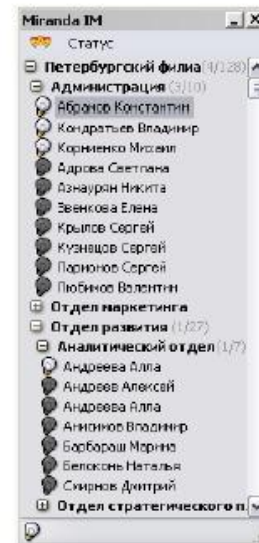 Miranda IM
Статус
Петербургский филиа(4/128)
Администрация (3/10)
Абрамов Константин
Кондратьев Владимир
Корниенко Михаил
Адрова Светлана
Азнаурян Никита
Звенкова Елена
Крылов Сергей
Кузнецов Сергей
Парионов Сергей
Любимов Валентин
Отдел маркетинга
Отдел развития (1/27)
Аналитический отдел (1/7)
Андреева Алла
Андреев Алексей
Андреева Алла
Анисимов Владимир
Барбараш Марина
Белоконь Наталья
Смирнов Дмитрий
Отдел стратегического п.